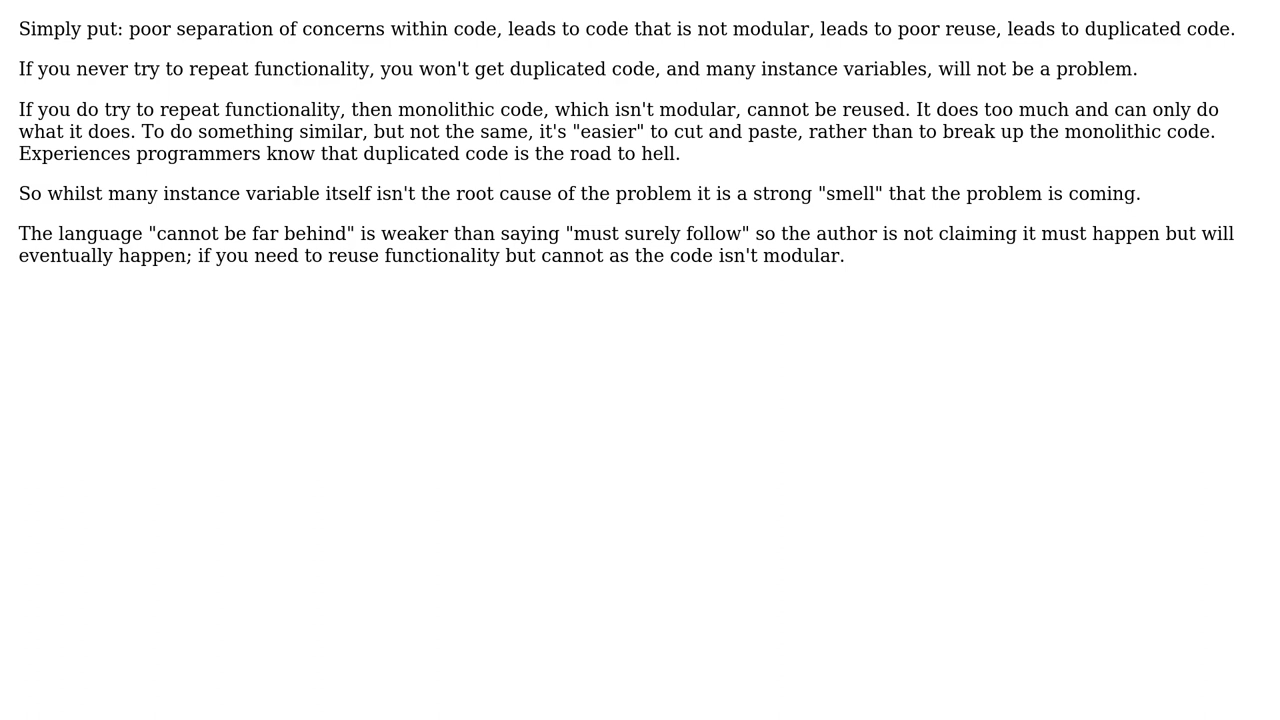 Simply put: poor separation of concerns within code, leads to code that is not modular, leads to poor reuse, leads to duplicated code.
If you never try to repeat functionality, you won't get duplicated code, and many instance variables, will not be a problem.
If you do try to repeat functionality, then monolithic code, which isn't modular, cannot be reused. It does too much and can only do
what it does. To do something similar, but not the same, it's "easier" to cut and paste, rather than to break up the monolithic code.
Experiences programmers know that duplicated code is the road to hell.
So whilst many instance variable itself isn't the root cause of the problem it is a strong "smell" that the problem is coming.
The language "cannot be far behind" is weaker than saying "must surely follow" so the author is not claiming it must happen but will
eventually happen; if you need to reuse functionality but cannot as the code isn't modular.